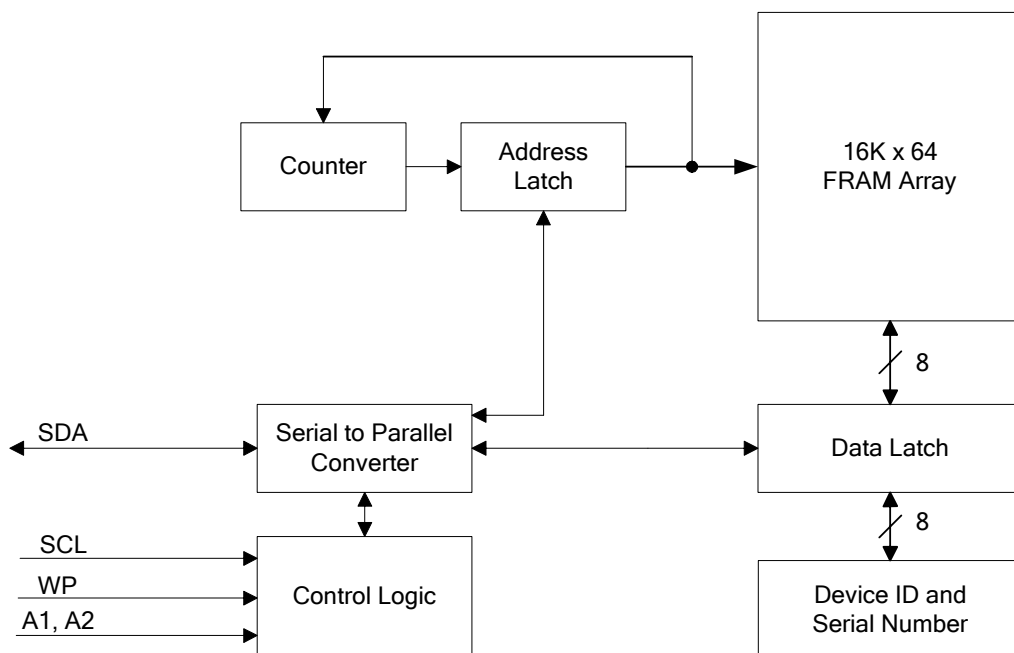 Counter
Address
Latch
16K x 64
FRAM Array
8
SDA
Serial to Parallel
Converter
Data Latch
8
SCL
WP
A1, A2
Control Logic
Device ID and
Serial Number